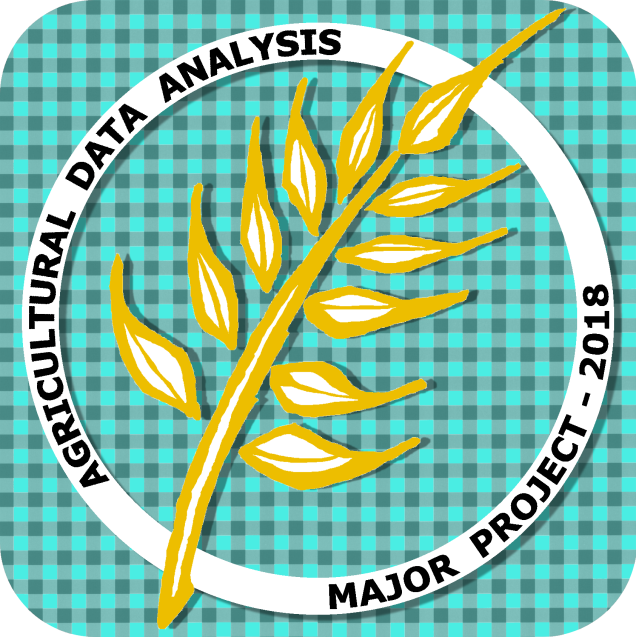 AGRICULTURAL DATA ANALYSIS
MAJOR PROJECT - 2018